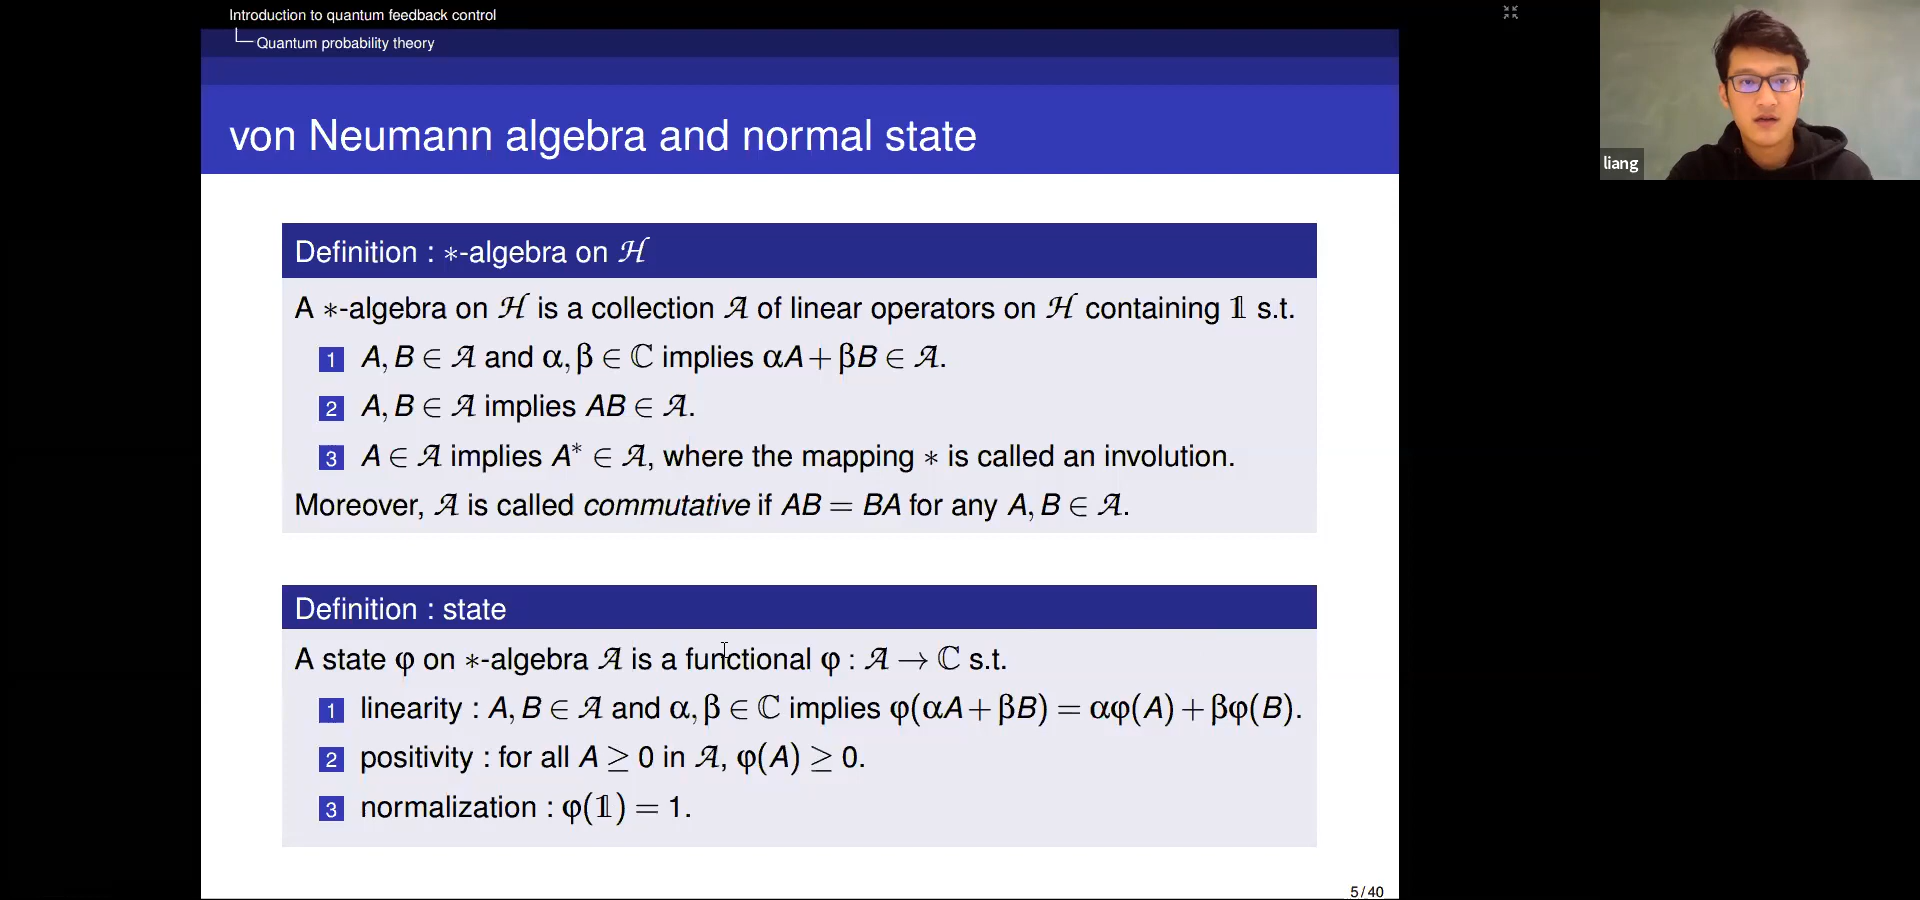 Introduction to quantum feedback control
Quantum probability theory
von Neumann algebra and normal state
Definition : ∗-algebra on ℋ
A ∗-algebra on ℋ is a collection 𝒜 of linear operators on ℋ containing 𝟙 s.t.
1 A, B ∈ 𝒜 and α, β ∈ ℂ implies αA + βB ∈ 𝒜.
2 A, B ∈ 𝒜 implies AB ∈ 𝒜.
3 A ∈ 𝒜 implies A* ∈ 𝒜, where the mapping ∗ is called an involution.
Moreover, 𝒜 is called commutative if AB = BA for any A, B ∈ 𝒜.
Definition : state
A state φ on ∗-algebra 𝒜 is a functional φ : 𝒜 → ℂ s.t.
1 linearity : A, B ∈ 𝒜 and α, β ∈ ℂ implies φ(αA + βB) = αφ(A) + βφ(B).
2 positivity : for all A ≥ 0 in 𝒜, φ(A) ≥ 0.
3 normalization : φ(𝟙) = 1.
5 / 40
liang